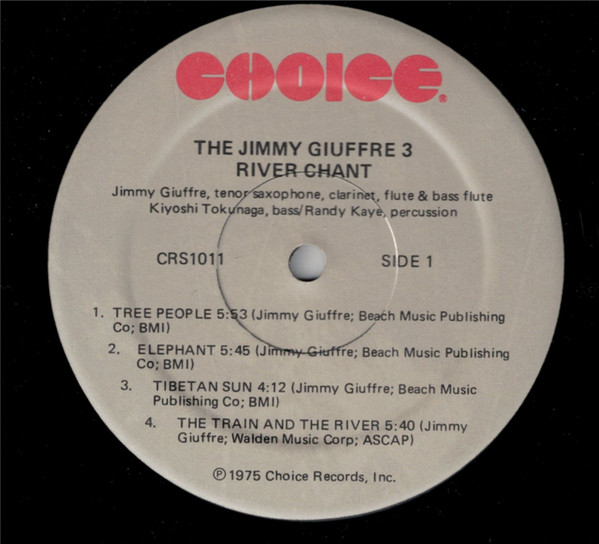 CHOICE®
THE JIMMY GIUFFRE 3
RIVER CHANT
Jimmy Giuffre, tenor saxophone, clarinet, flute & bass flute
Kiyoshi Tokunaga, bass/Randy Kaye, percussion
CRS1011
SIDE 1
1. TREE PEOPLE 5:53 (Jimmy Giuffre; Beach Music Publishing
Co; BMI)
2. ELEPHANT 5:45 (Jimmy Giuffre; Beach Music Publishing
Co; BMI)
3. TIBETAN SUN 4:12 (Jimmy Giuffre; Beach Music
Publishing Co; BMI)
4. THE TRAIN AND THE RIVER 5:40 (Jimmy
Giuffre; Walden Music Corp; ASCAP)
℗ 1975 Choice Records, Inc.